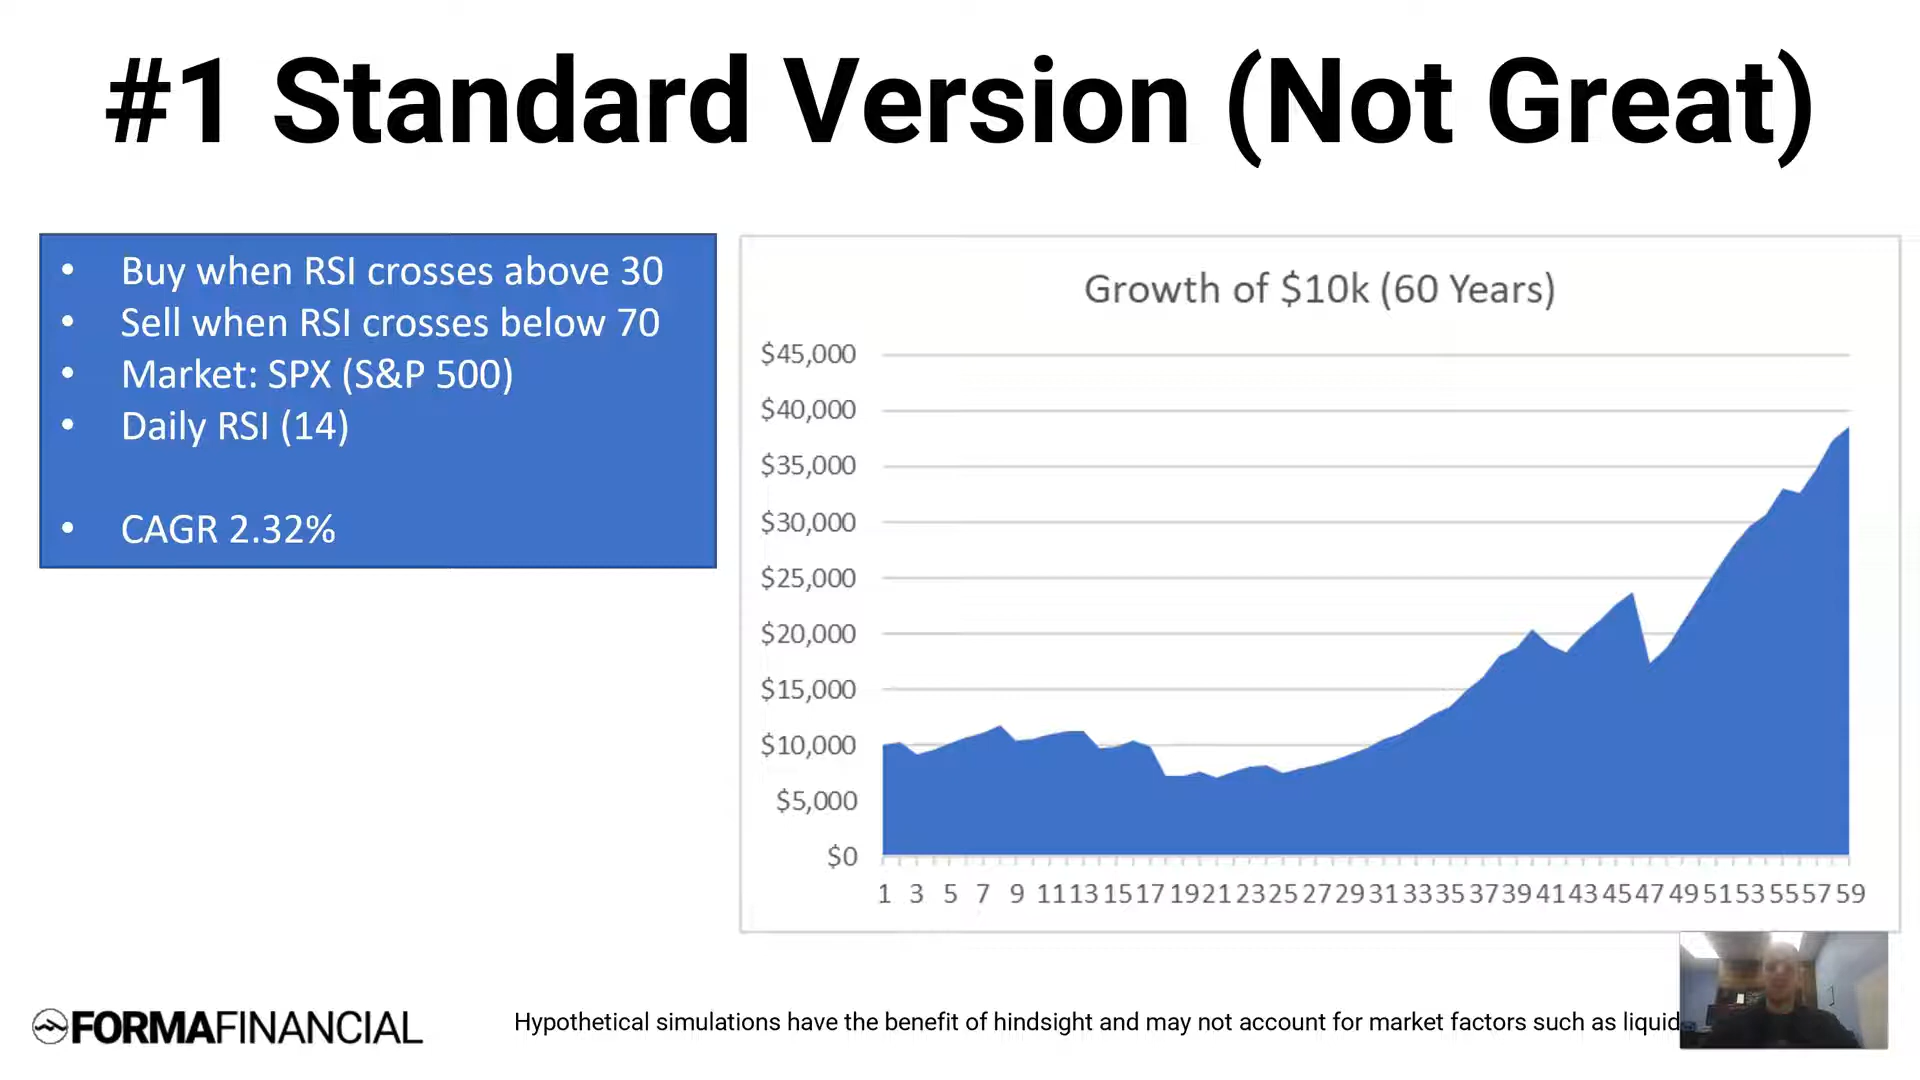 #1 Standard Version (Not Great)
• Buy when RSI crosses above 30
• Sell when RSI crosses below 70
• Market: SPX (S&P 500)
• Daily RSI (14)
• CAGR 2.32%
Growth of $10k (60 Years)
$45,000
$40,000
$35,000
$30,000
$25,000
$20,000
$15,000
$10,000
$5,000
$0
1 3 5 7 9 11 13 15 17 19 21 23 25 27 29 31 33 35 37 39 41 43 45 47 49 51 53 55 57 59
FORMAFINANCIAL
Hypothetical simulations have the benefit of hindsight and may not account for market factors such as liquid